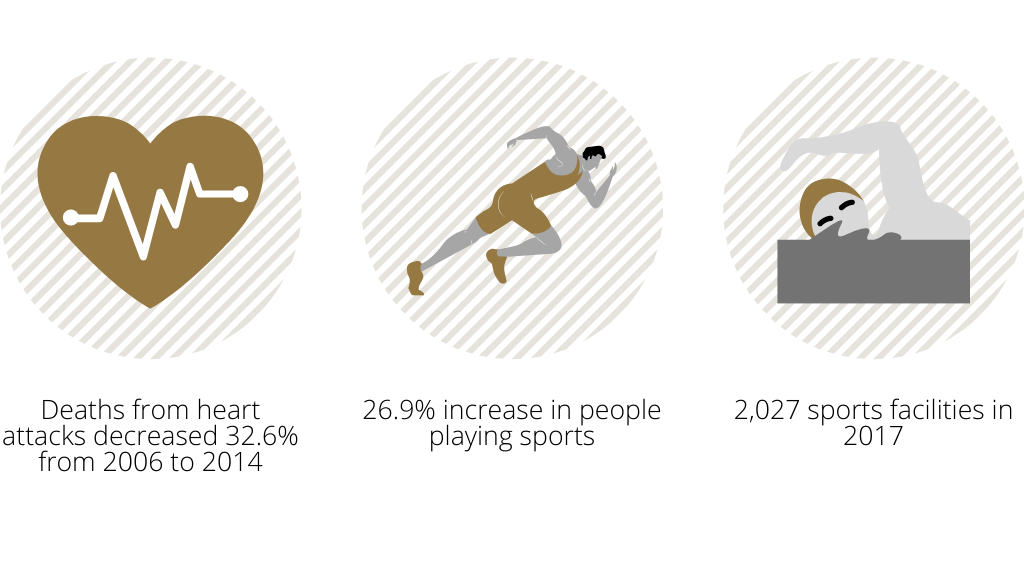 Deaths from heart
attacks decreased 32.6%
from 2006 to 2014
26.9% increase in people
playing sports
2,027 sports facilities in
2017